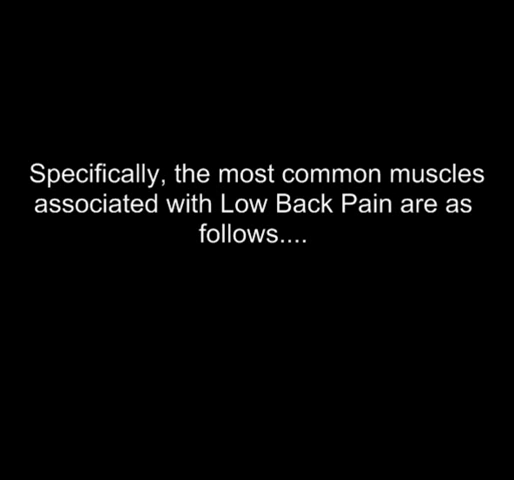 Specifically, the most common muscles
associated with Low Back Pain are as
follows....